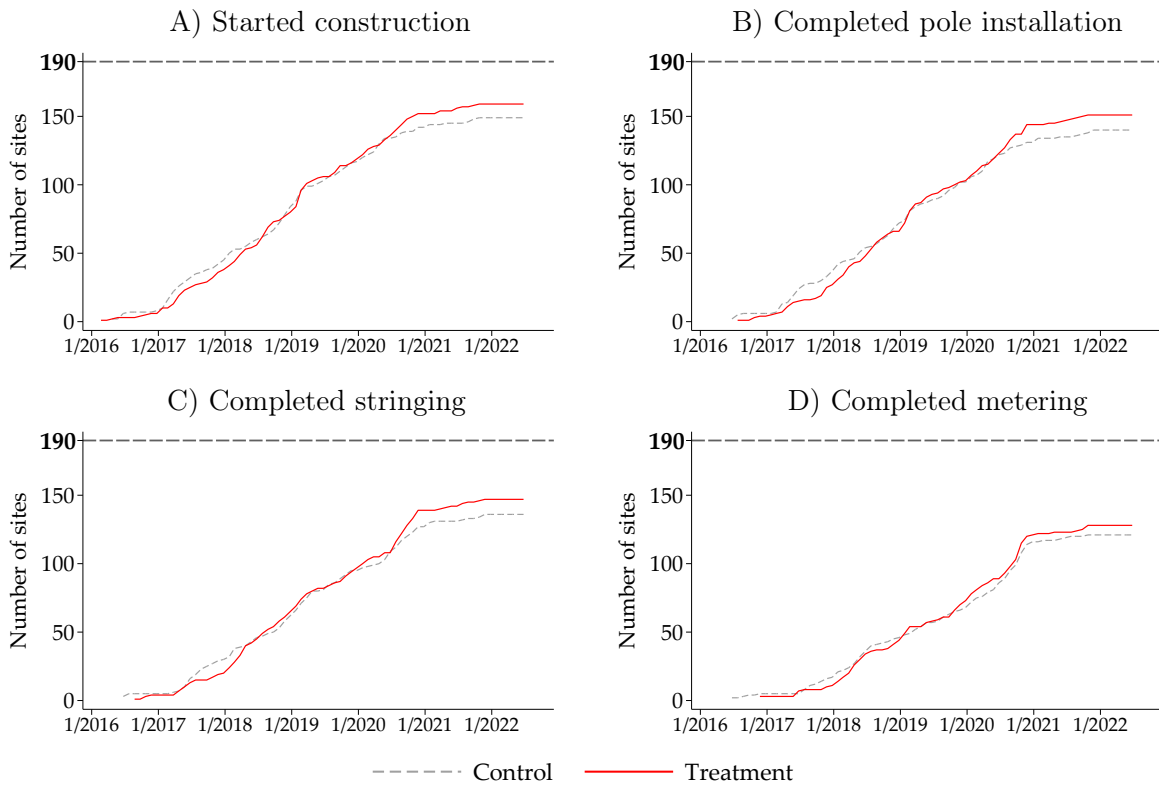 A) Started construction
190
150
100
50
0
Number of sites
1/2016 1/2017 1/2018 1/2019 1/2020 1/2021 1/2022
B) Completed pole installation
190
150
100
50
0
Number of sites
1/2016 1/2017 1/2018 1/2019 1/2020 1/2021 1/2022
C) Completed stringing
190
150
100
50
0
Number of sites
1/2016 1/2017 1/2018 1/2019 1/2020 1/2021 1/2022
D) Completed metering
190
150
100
50
0
Number of sites
1/2016 1/2017 1/2018 1/2019 1/2020 1/2021 1/2022
Control Treatment